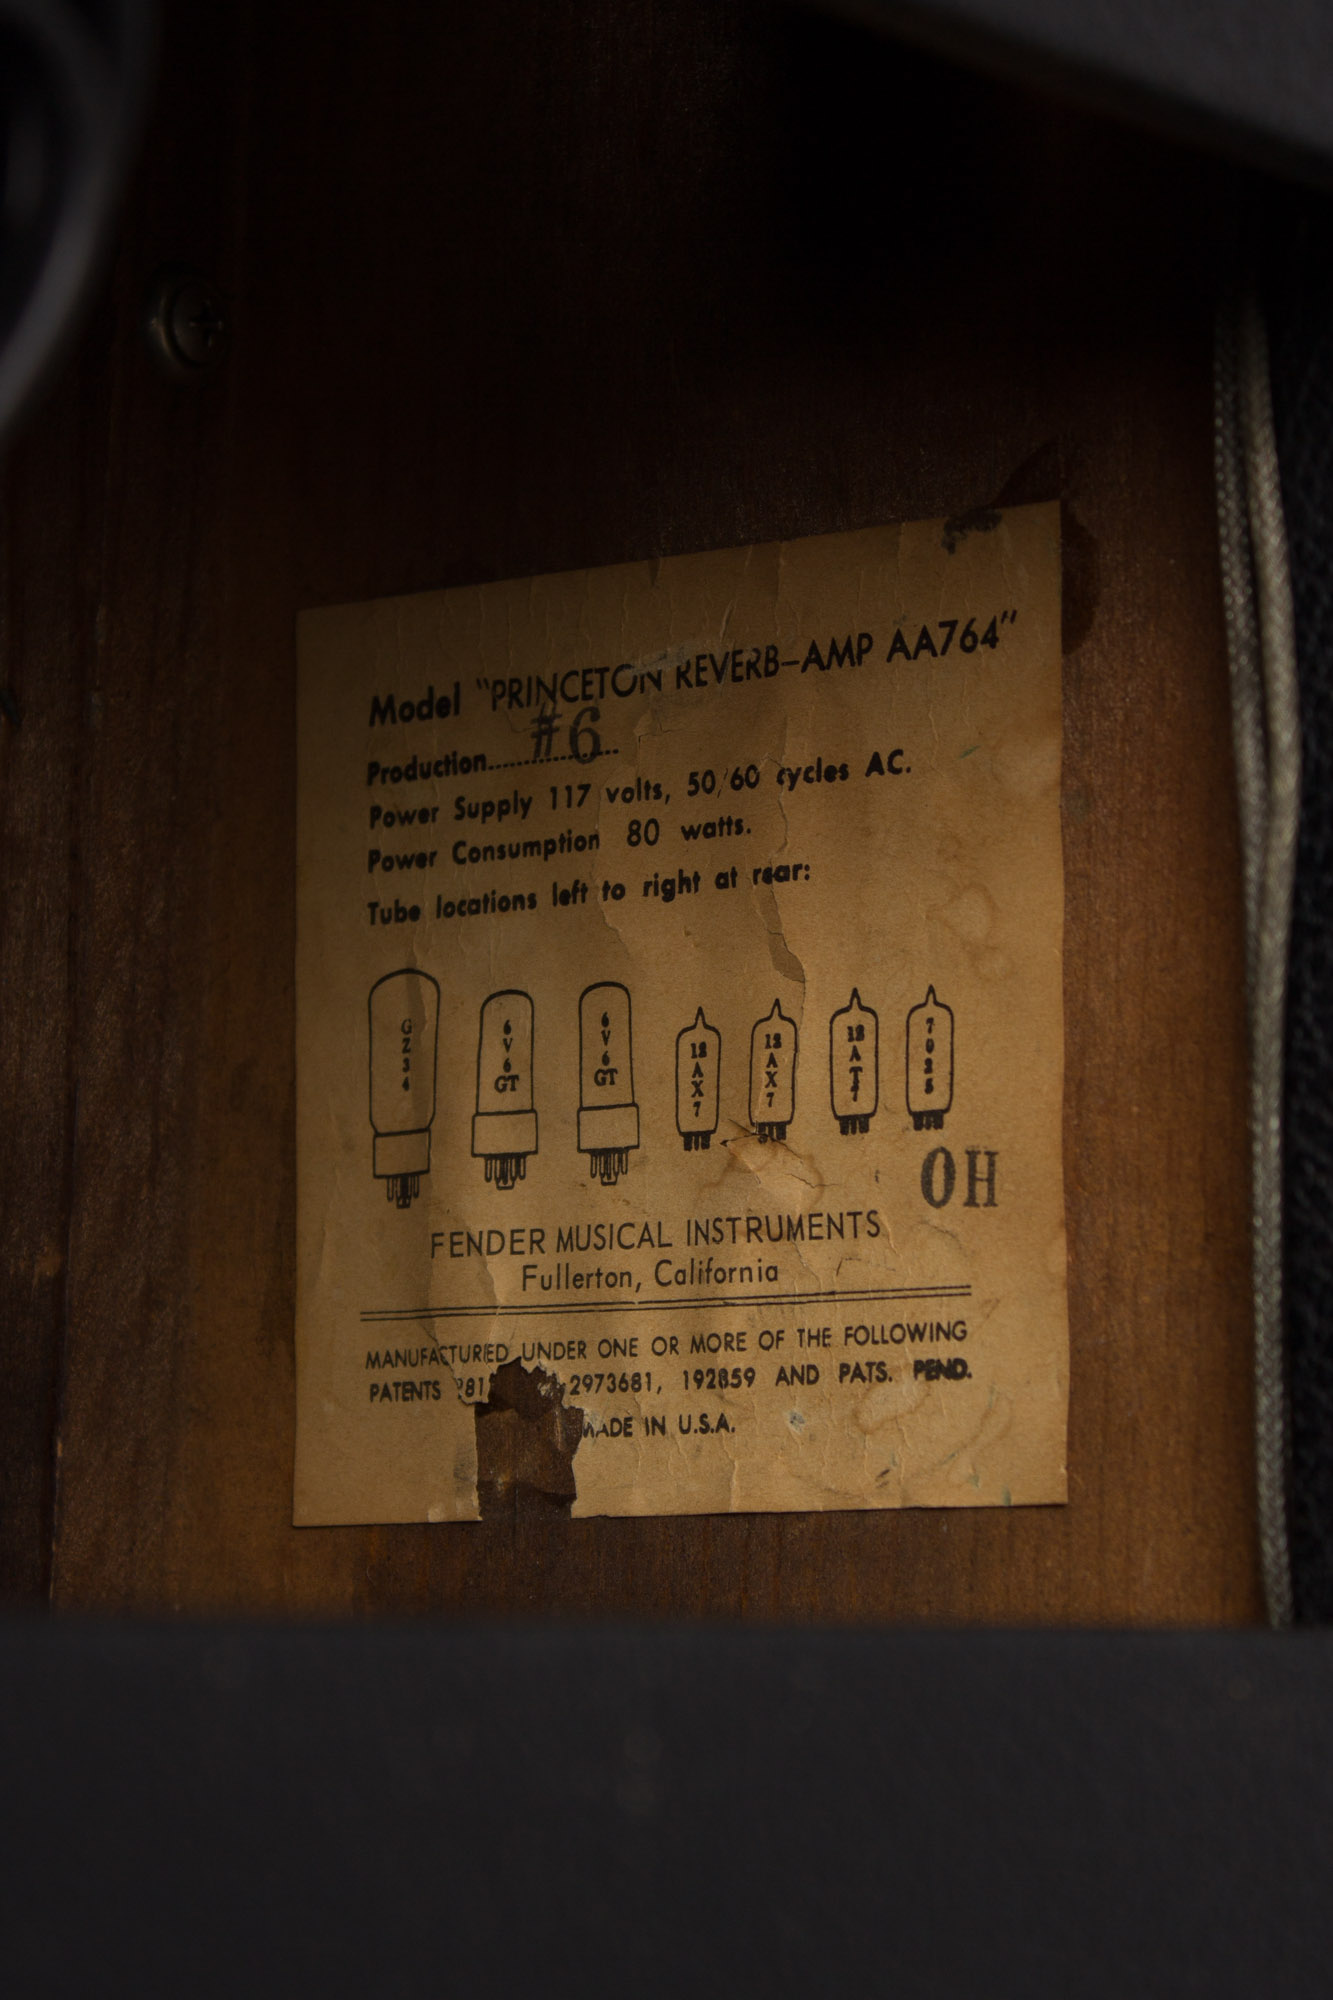 Model "PRINCETON REVERB-AMP AA764"
Production.................. #6
Power Supply 117 volts, 50/60 cycles AC.
Power Consumption 80 watts.
Tube locations left to right at rear:
GZ34 6V6GT 6V6GT 12AX7 12AX7 12AT7 7025
OH
FENDER MUSICAL INSTRUMENTS
Fullerton, California
MANUFACTURED UNDER ONE OR MORE OF THE FOLLOWING
PATENTS 2973681, 192859 AND PATS. PEND.
MADE IN U.S.A.